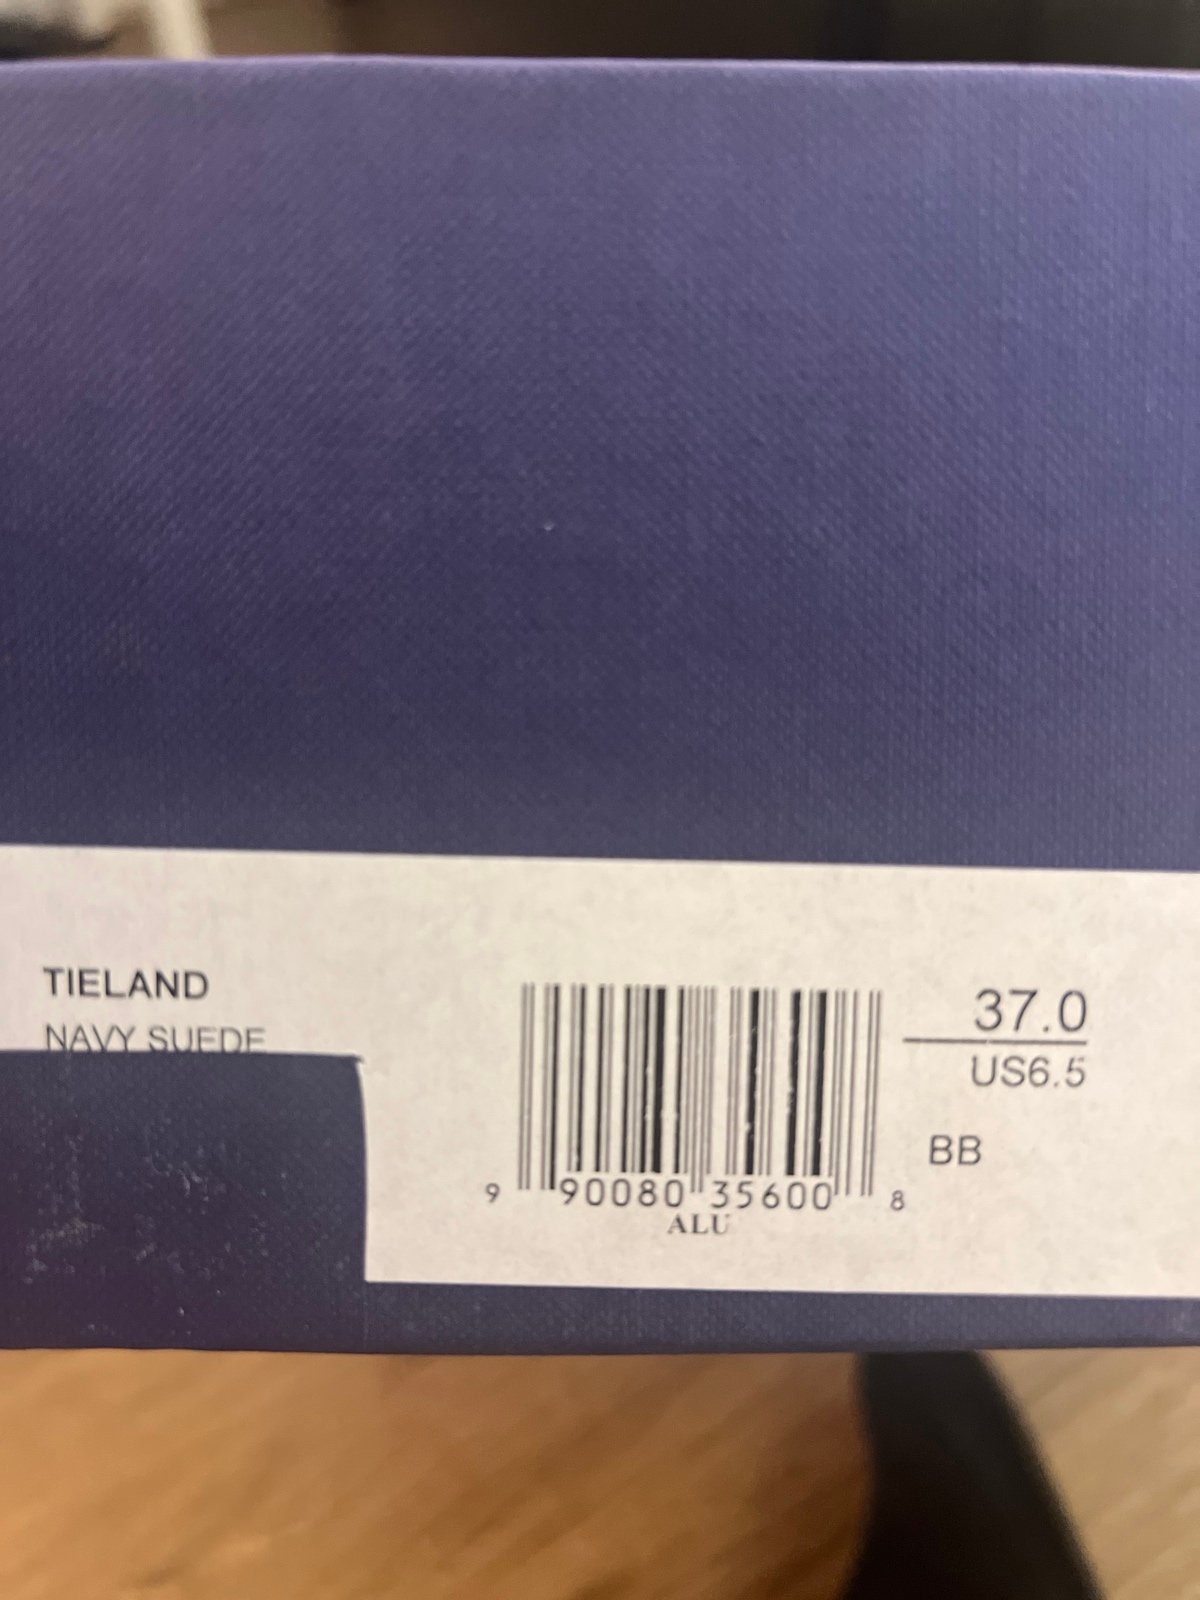 TIELAND
NAVY SUEDE
37.0
US6.5
BB
9 90080 35600 8
ALU